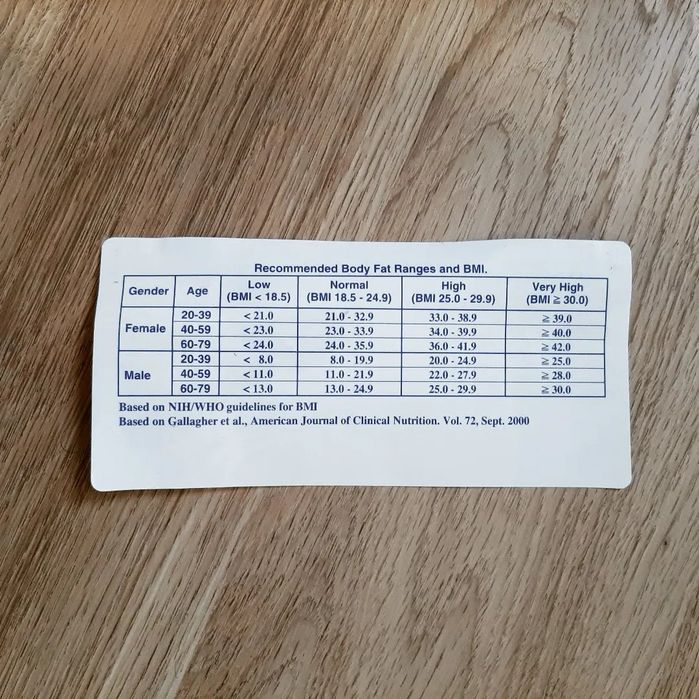 Recommended Body Fat Ranges and BMI.
Gender Age Low (BMI < 18.5) Normal (BMI 18.5 - 24.9) High (BMI 25.0 - 29.9) Very High (BMI ≧ 30.0)
Female 20-39 < 21.0 21.0 - 32.9 33.0 - 38.9 ≧ 39.0
40-59 < 23.0 23.0 - 33.9 34.0 - 39.9 ≧ 40.0
60-79 < 24.0 24.0 - 35.9 36.0 - 41.9 ≧ 42.0
Male 20-39 < 8.0 8.0 - 19.9 20.0 - 24.9 ≧ 25.0
40-59 < 11.0 11.0 - 21.9 22.0 - 27.9 ≧ 28.0
60-79 < 13.0 13.0 - 24.9 25.0 - 29.9 ≧ 30.0
Based on NIH/WHO guidelines for BMI
Based on Gallagher et al., American Journal of Clinical Nutrition. Vol. 72, Sept. 2000